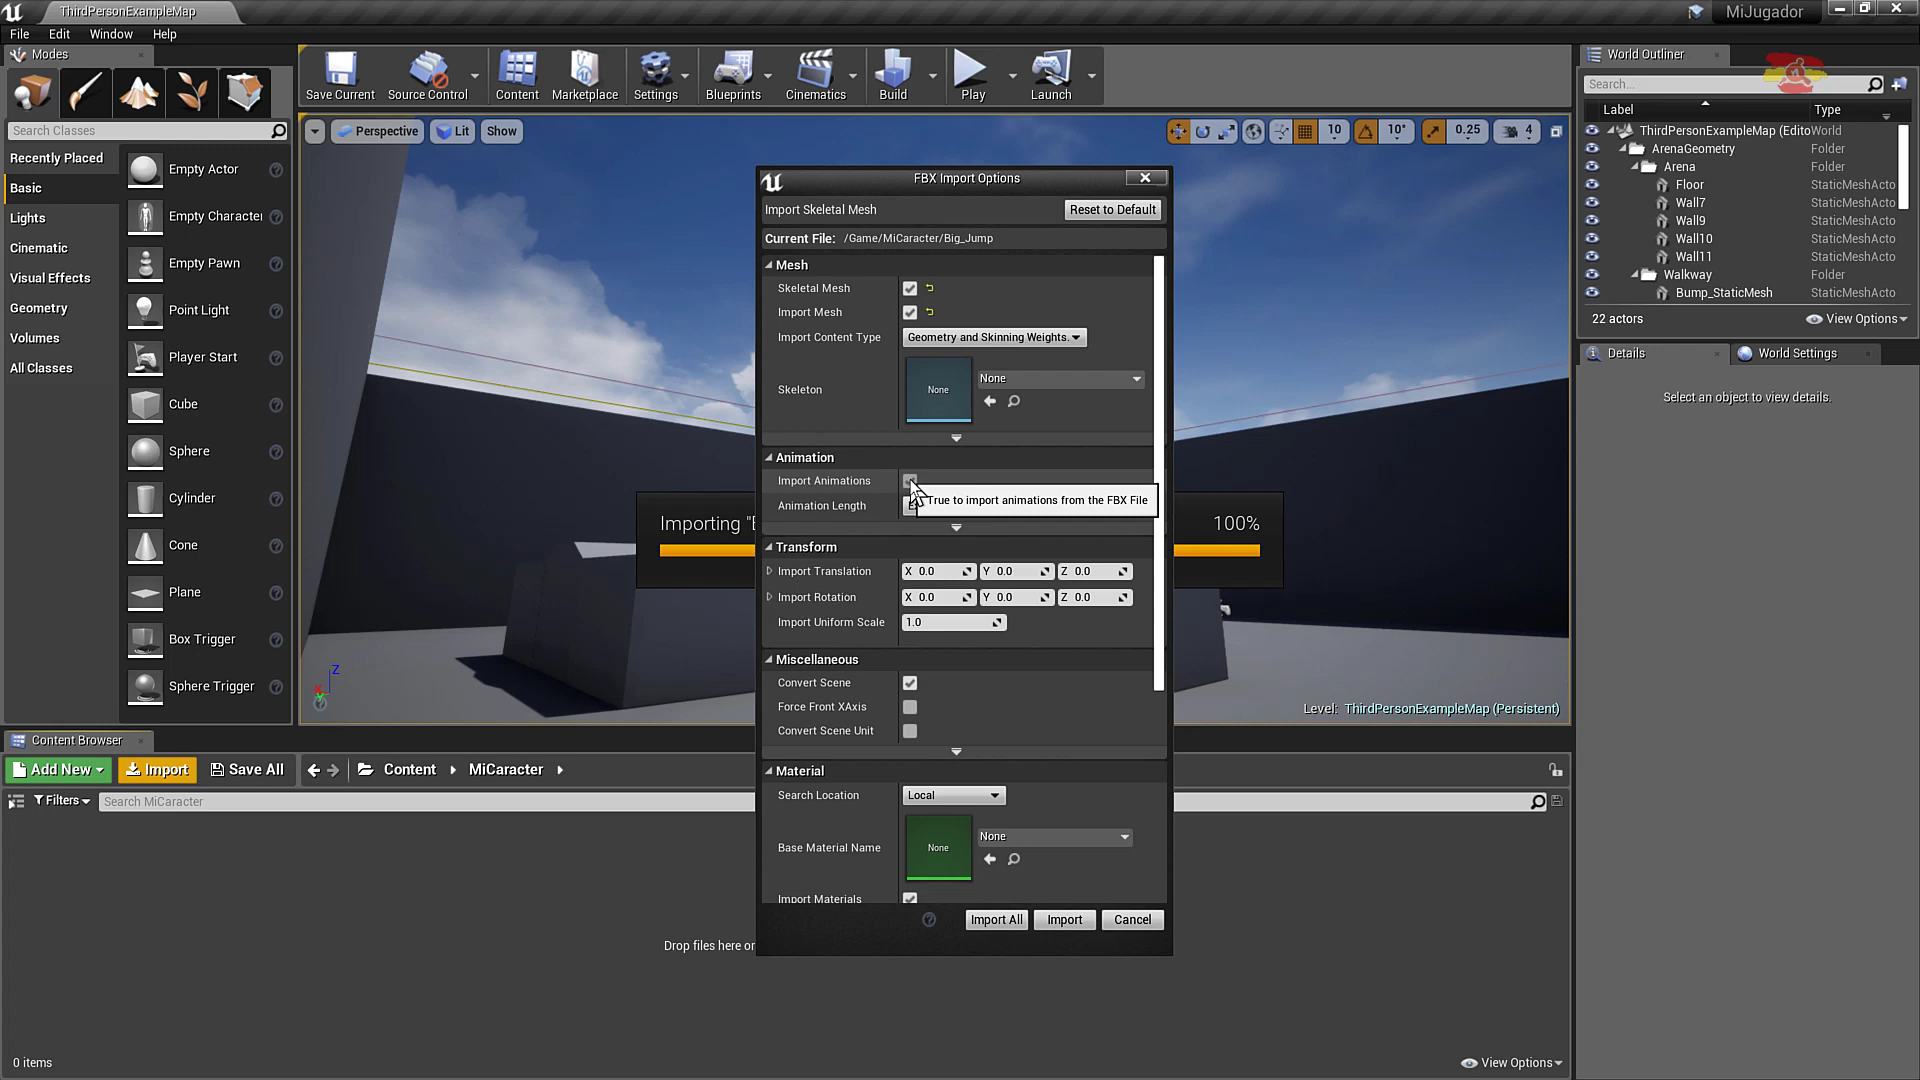 ThirdPersonExampleMap
MiJugador
File Edit Window Help
Modes
Search Classes
Recently Placed
Basic
Lights
Cinematic
Visual Effects
Geometry
Volumes
All Classes
Empty Actor
Empty Character
Empty Pawn
Point Light
Player Start
Cube
Sphere
Cylinder
Cone
Plane
Box Trigger
Sphere Trigger
Save Current
Source Control
Content
Marketplace
Settings
Blueprints
Cinematics
Build
Play
Launch
Perspective
Lit
Show
10
10°
0.25
4
Importing "
100%
Z
X
Level: ThirdPersonExampleMap (Persistent)
FBX Import Options
Import Skeletal Mesh
Reset to Default
Current File: /Game/MiCaracter/Big_Jump
Mesh
Skeletal Mesh
Import Mesh
Import Content Type Geometry and Skinning Weights.
Skeleton None None
Animation
Import Animations
True to import animations from the FBX File
Animation Length
Transform
Import Translation X 0.0 Y 0.0 Z 0.0
Import Rotation X 0.0 Y 0.0 Z 0.0
Import Uniform Scale 1.0
Miscellaneous
Convert Scene
Force Front XAxis
Convert Scene Unit
Material
Search Location Local
Base Material Name None None
Import Materials
Import All Import Cancel
World Outliner
Search...
Label Type
ThirdPersonExampleMap (Edito World
ArenaGeometry Folder
Arena Folder
Floor StaticMeshActo
Wall7 StaticMeshActo
Wall9 StaticMeshActo
Wall10 StaticMeshActo
Wall11 StaticMeshActo
Walkway Folder
Bump_StaticMesh StaticMeshActo
22 actors View Options
Details
World Settings
Select an object to view details.
Content Browser
Add New Import Save All Content MiCaracter
Filters Search MiCaracter
Drop files here or
0 items View Options